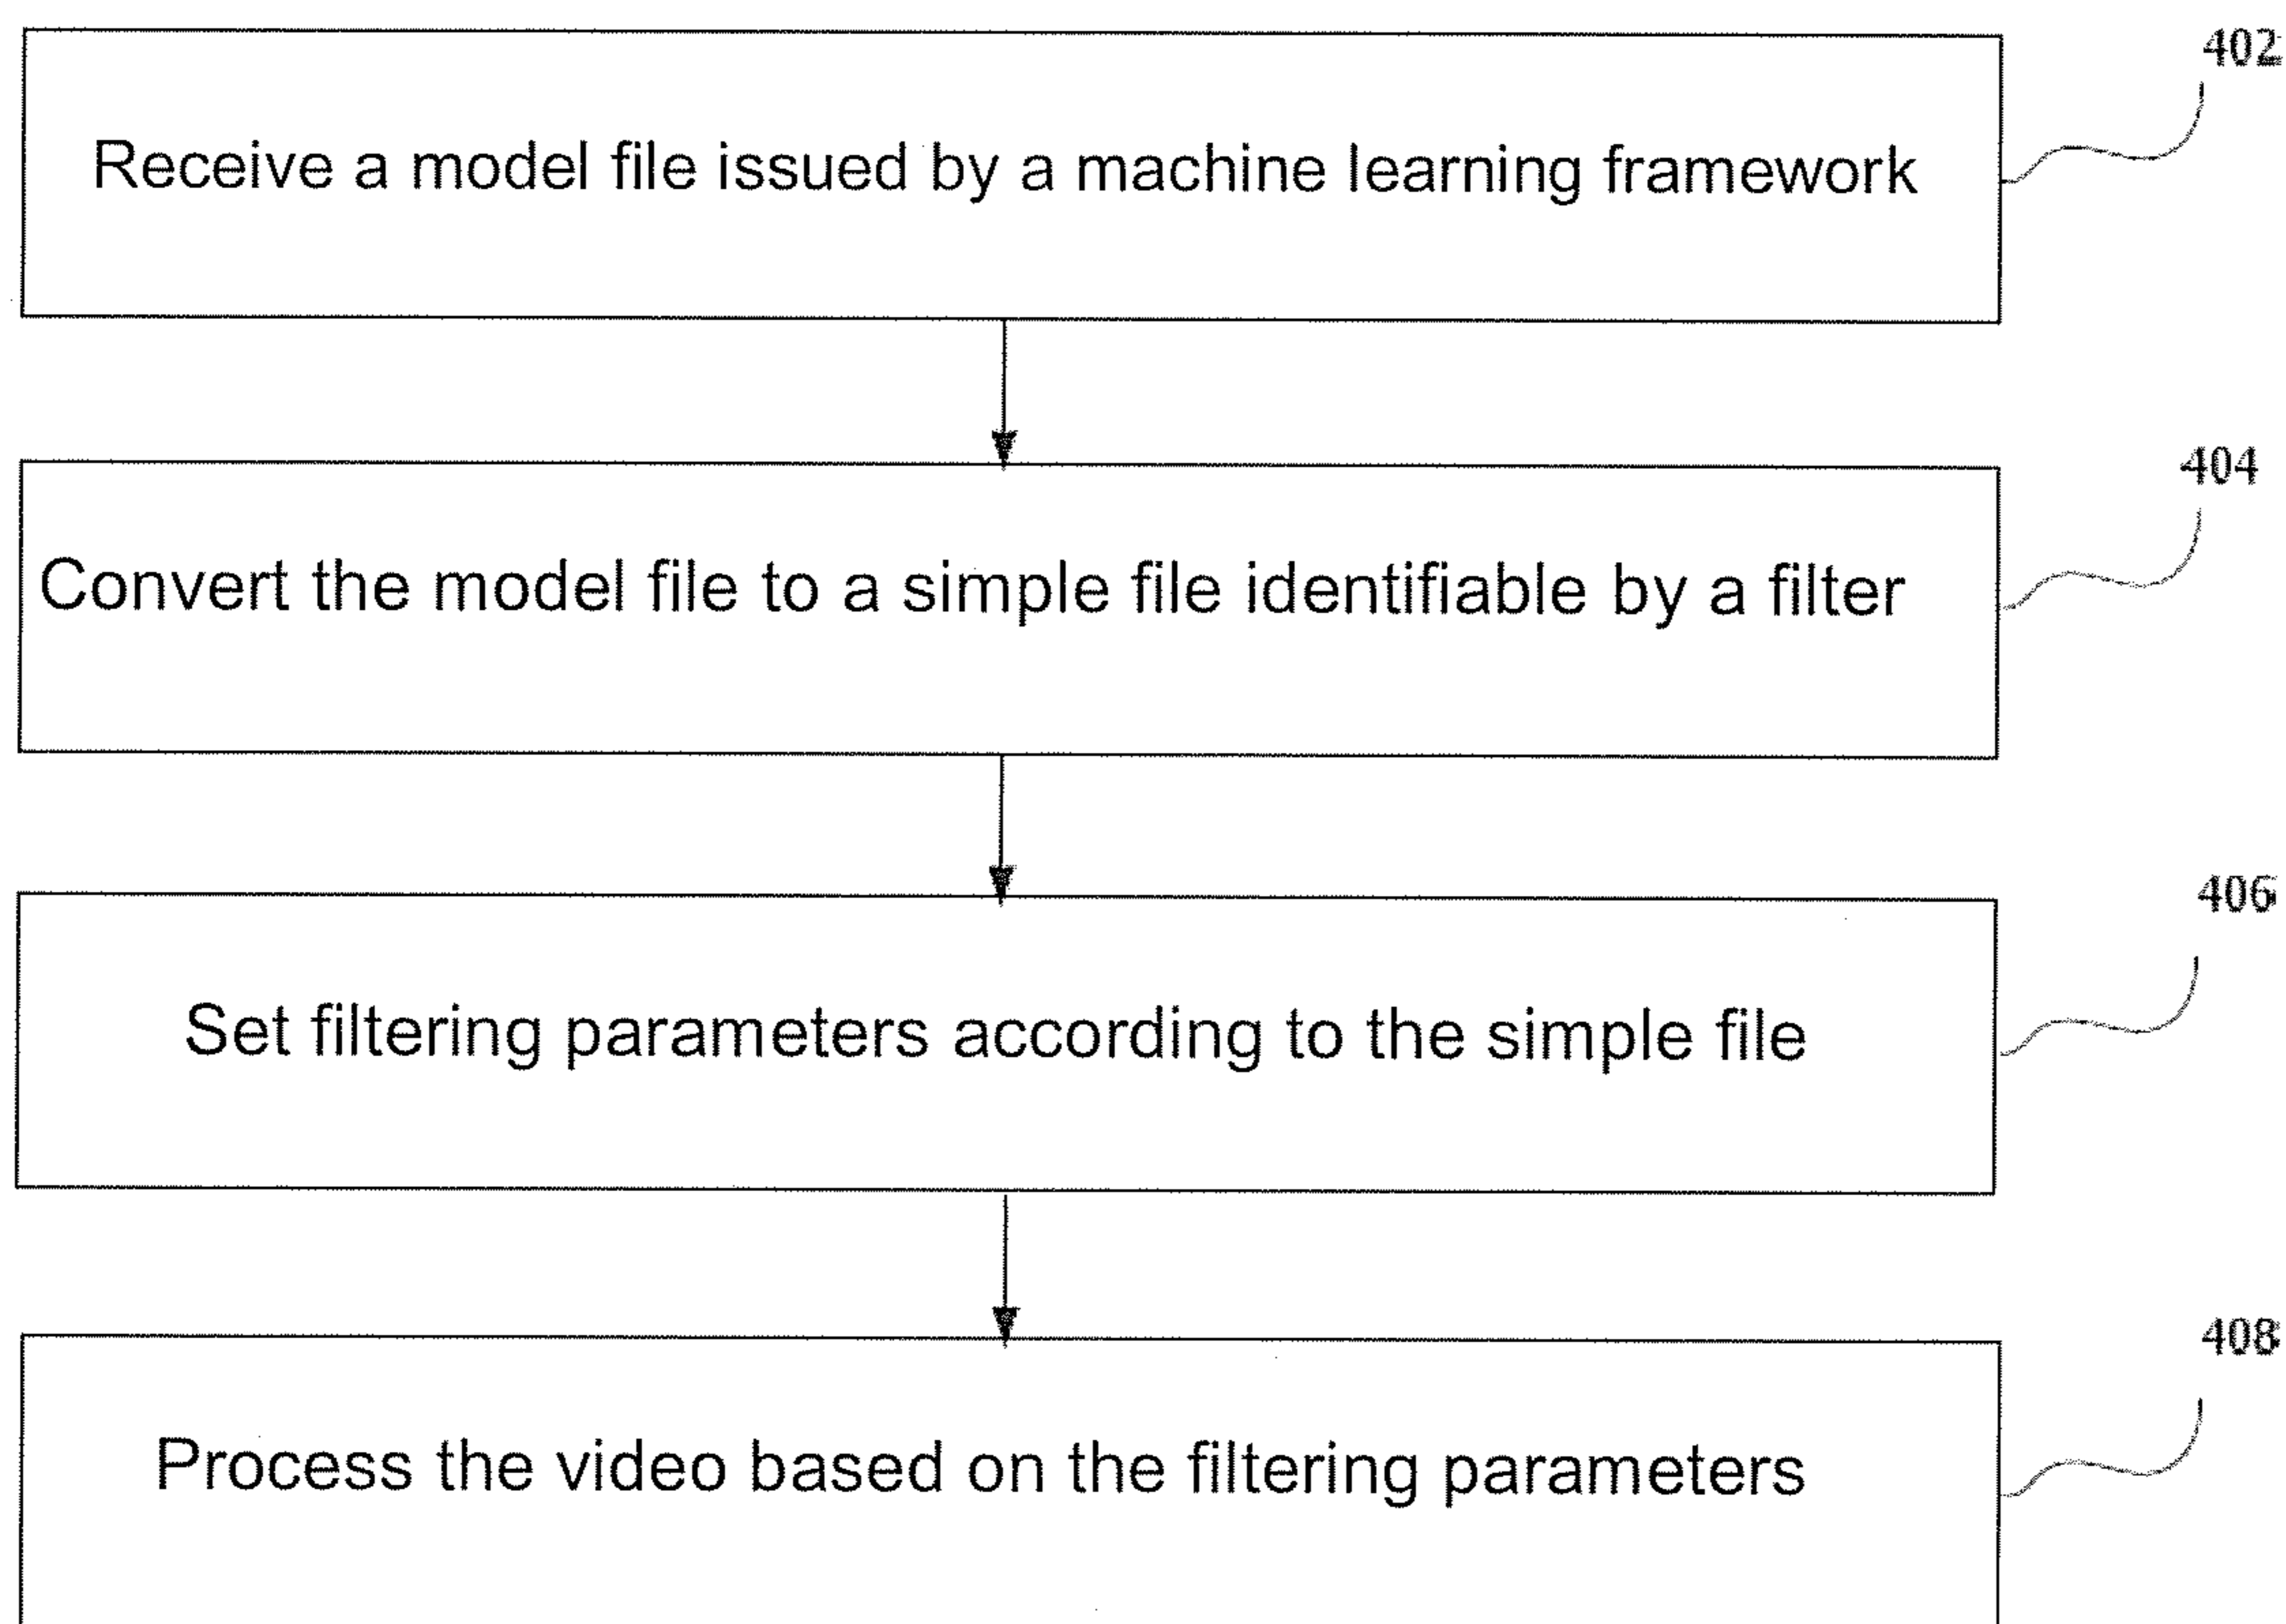 402
Receive a model file issued by a machine learning framework
404
Convert the model file to a simple file identifiable by a filter
406
Set filtering parameters according to the simple file
408
Process the video based on the filtering parameters